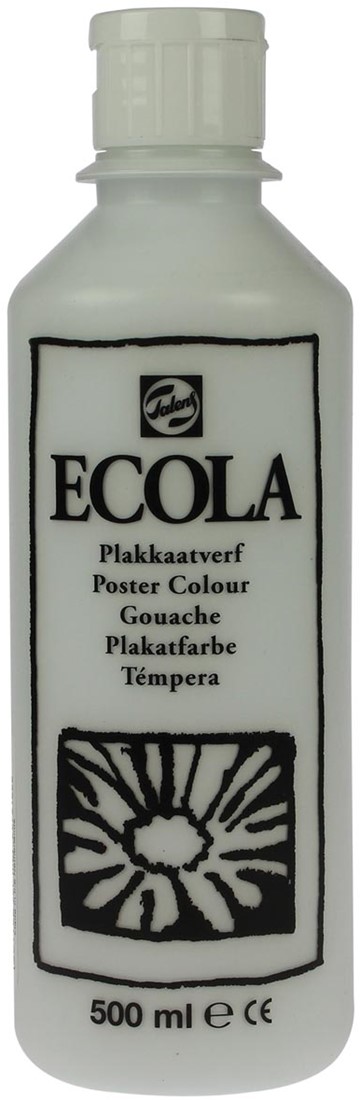 Talens
ECOLA
Plakkaatverf
Poster Colour
Gouache
Plakatfarbe
Témpera
500 ml ℮ CE